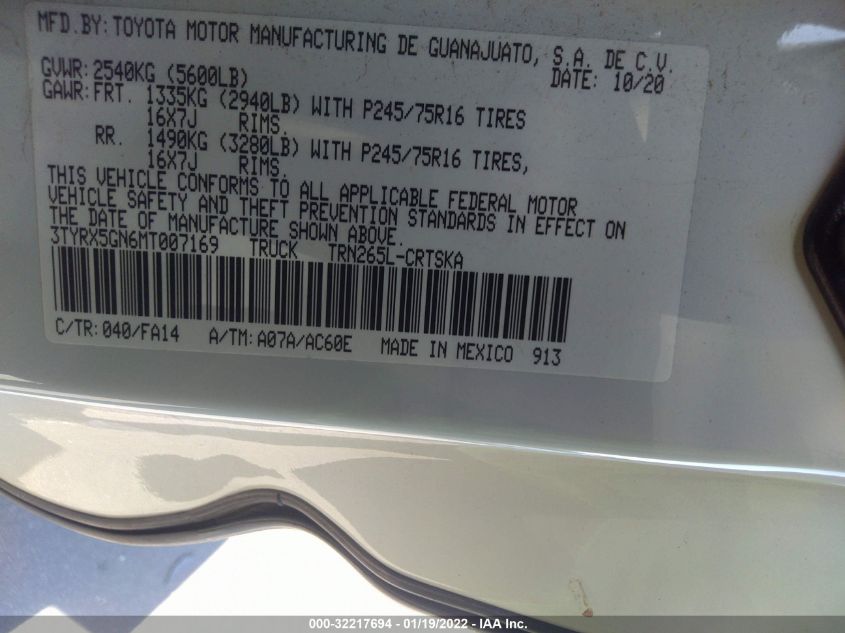 MFD.BY: TOYOTA MOTOR MANUFACTURING DE GUANAJUATO, S.A. DE C.V.
GVWR: 2540KG (5600LB) DATE: 10/20
GAWR: FRT. 1335KG (2940LB) WITH P245/75R16 TIRES
16X7J RIMS.
RR. 1490KG (3280LB) WITH P245/75R16 TIRES,
16X7J RIMS.
THIS VEHICLE CONFORMS TO ALL APPLICABLE FEDERAL MOTOR
VEHICLE SAFETY AND THEFT PREVENTION STANDARDS IN EFFECT ON
THE DATE OF MANUFACTURE SHOWN ABOVE.
3TYRX5GN6MT007169 TRUCK TRN265L-CRTSKA
C/TR: 040/FA14 A/TM: A07A/AC60E MADE IN MEXICO 913
000-32217694 - 01/19/2022 - IAA Inc.